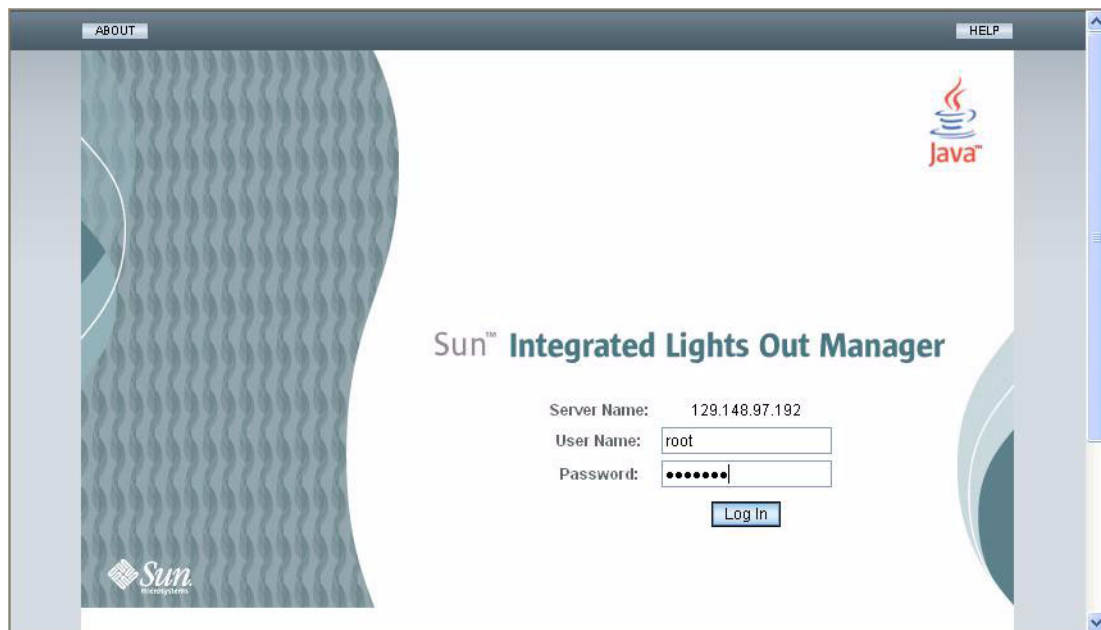 ABOUT
HELP
Java™
Sun™ Integrated Lights Out Manager
Server Name: 129.148.97.192
User Name: root
Password: •••••••
Log In
Sun
microsystems